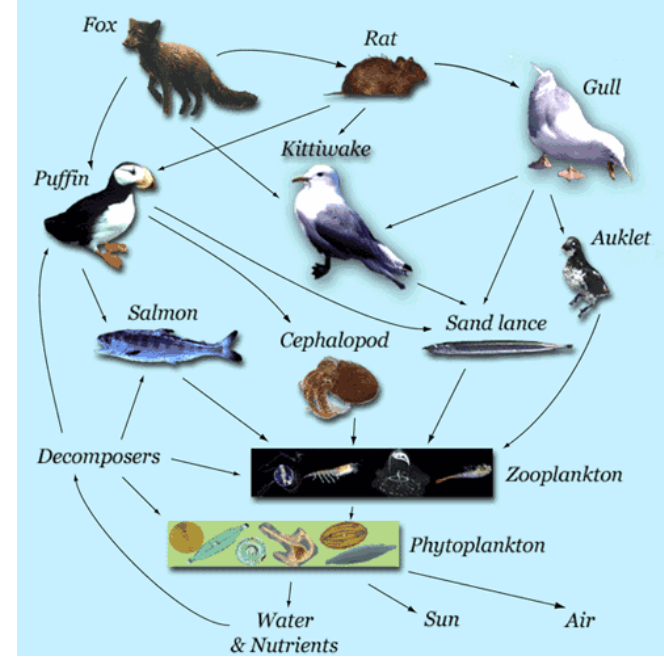 Fox
Rat
Gull
Kittiwake
Puffin
Auklet
Salmon
Sand lance
Cephalopod
Decomposers
Zooplankton
Phytoplankton
Water
& Nutrients
Sun
Air